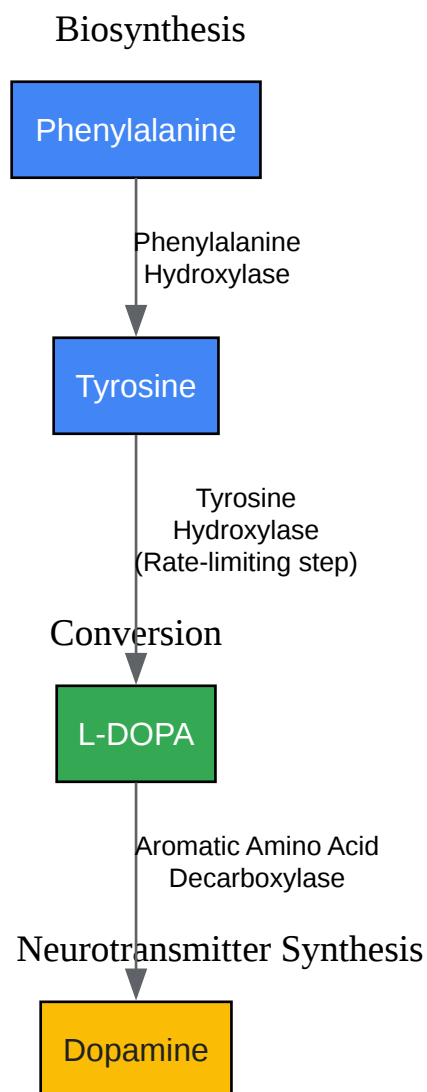 Biosynthesis
Phenylalanine
Phenylalanine
Hydroxylase
Tyrosine
Tyrosine
Hydroxylase
(Rate-limiting step)
Conversion
L-DOPA
Aromatic Amino Acid
Decarboxylase
Neurotransmitter Synthesis
Dopamine